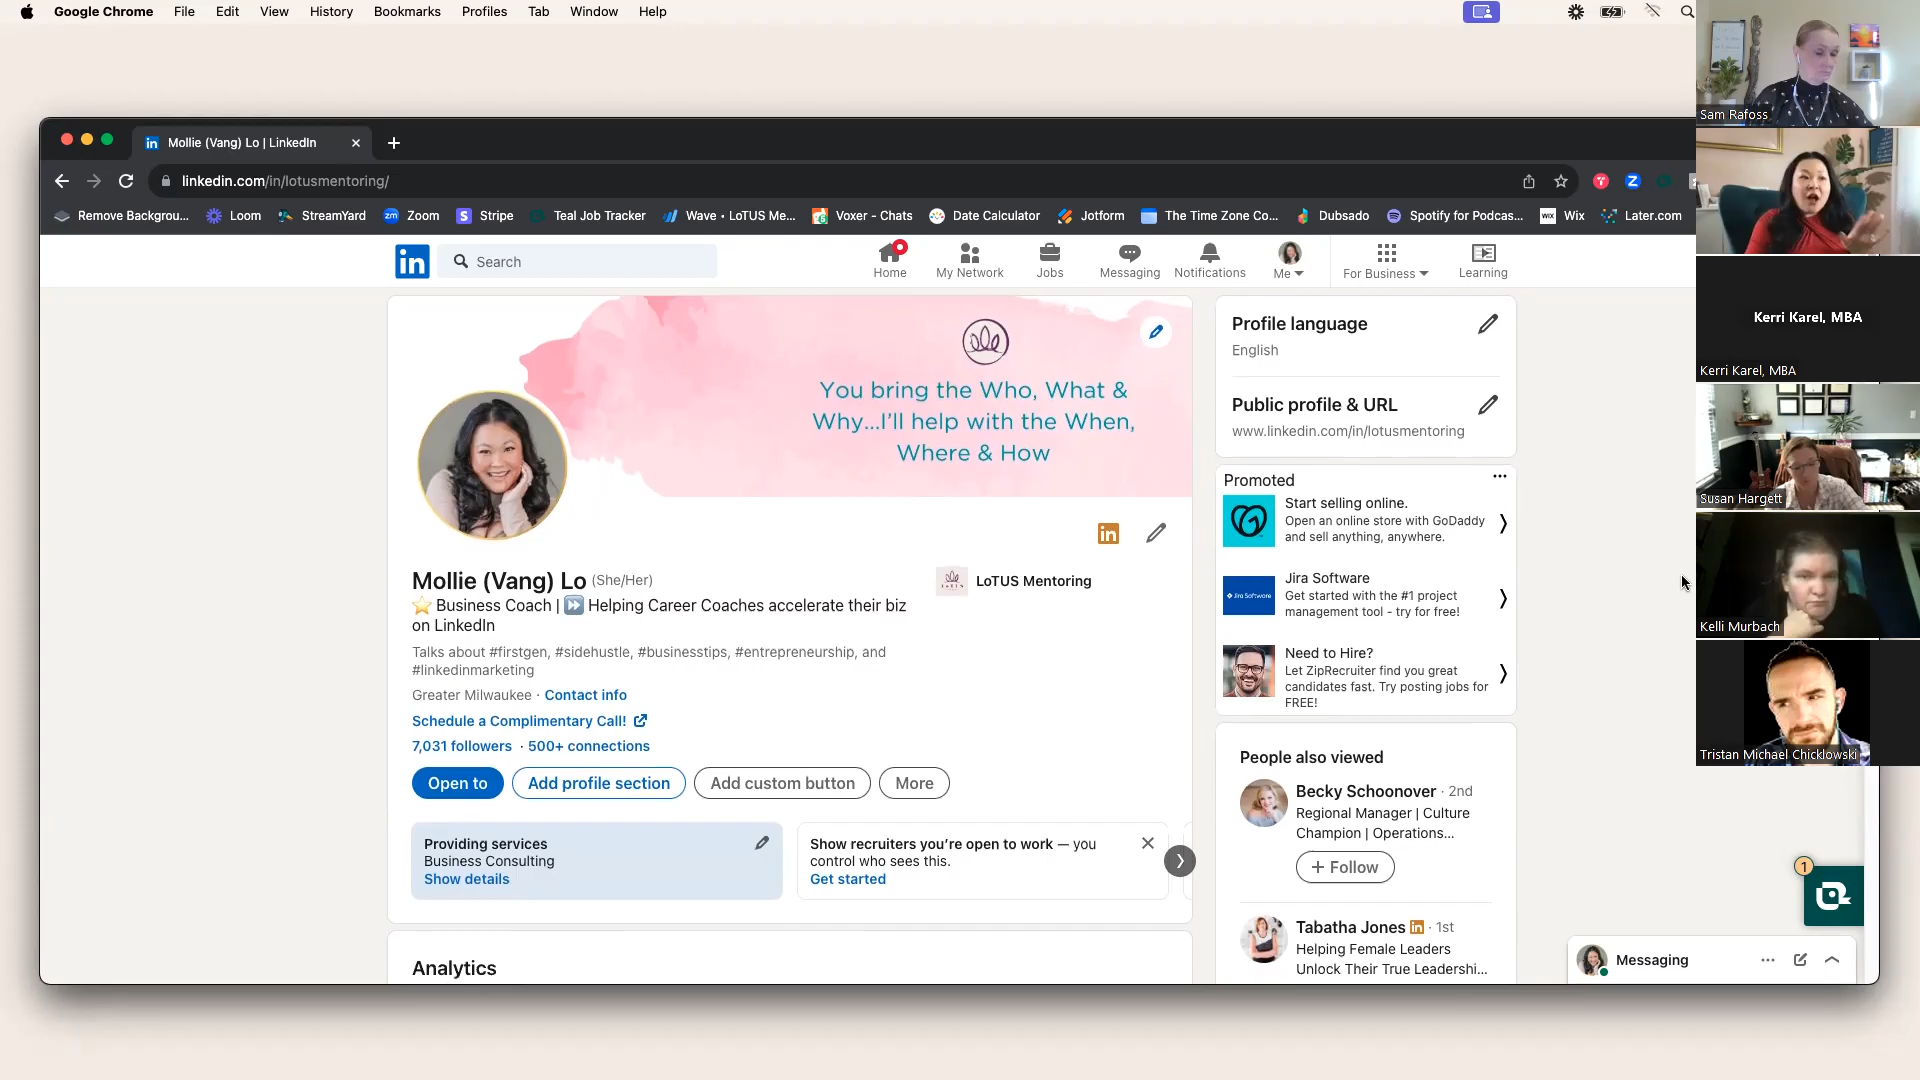 Google Chrome File Edit View History Bookmarks Profiles Tab Window Help
Mollie (Vang) Lo | LinkedIn
linkedin.com/in/lotusmentoring/
Remove Backgrou... Loom StreamYard Zoom Stripe Teal Job Tracker Wave • LoTUS Me... Voxer - Chats Date Calculator Jotform The Time Zone Co... Dubsado Spotify for Podcas... Wix Later.com
in Search
Home My Network Jobs Messaging Notifications Me For Business Learning
You bring the Who, What &
Why...I'll help with the When,
Where & How
Mollie (Vang) Lo (She/Her)
⭐ Business Coach | ⏩ Helping Career Coaches accelerate their biz
on LinkedIn
Talks about #firstgen, #sidehustle, #businesstips, #entrepreneurship, and
#linkedinmarketing
Greater Milwaukee · Contact info
Schedule a Complimentary Call!
7,031 followers · 500+ connections
Open to Add profile section Add custom button More
LoTUS Mentoring
Providing services
Business Consulting
Show details
Show recruiters you're open to work — you
control who sees this.
Get started
Analytics
Profile language
English
Public profile & URL
www.linkedin.com/in/lotusmentoring
Promoted
Start selling online.
Open an online store with GoDaddy
and sell anything, anywhere.
Jira Software
Jira Software
Get started with the #1 project
management tool - try for free!
Need to Hire?
Let ZipRecruiter find you great
candidates fast. Try posting jobs for
FREE!
People also viewed
Becky Schoonover · 2nd
Regional Manager | Culture
Champion | Operations...
+ Follow
Tabatha Jones in · 1st
Helping Female Leaders
Unlock Their True Leadershi...
1
Messaging
Sam Rafoss
Kerri Karel, MBA
Kerri Karel, MBA
Susan Hargett
Kelli Murbach
Tristan Michael Chicklowski